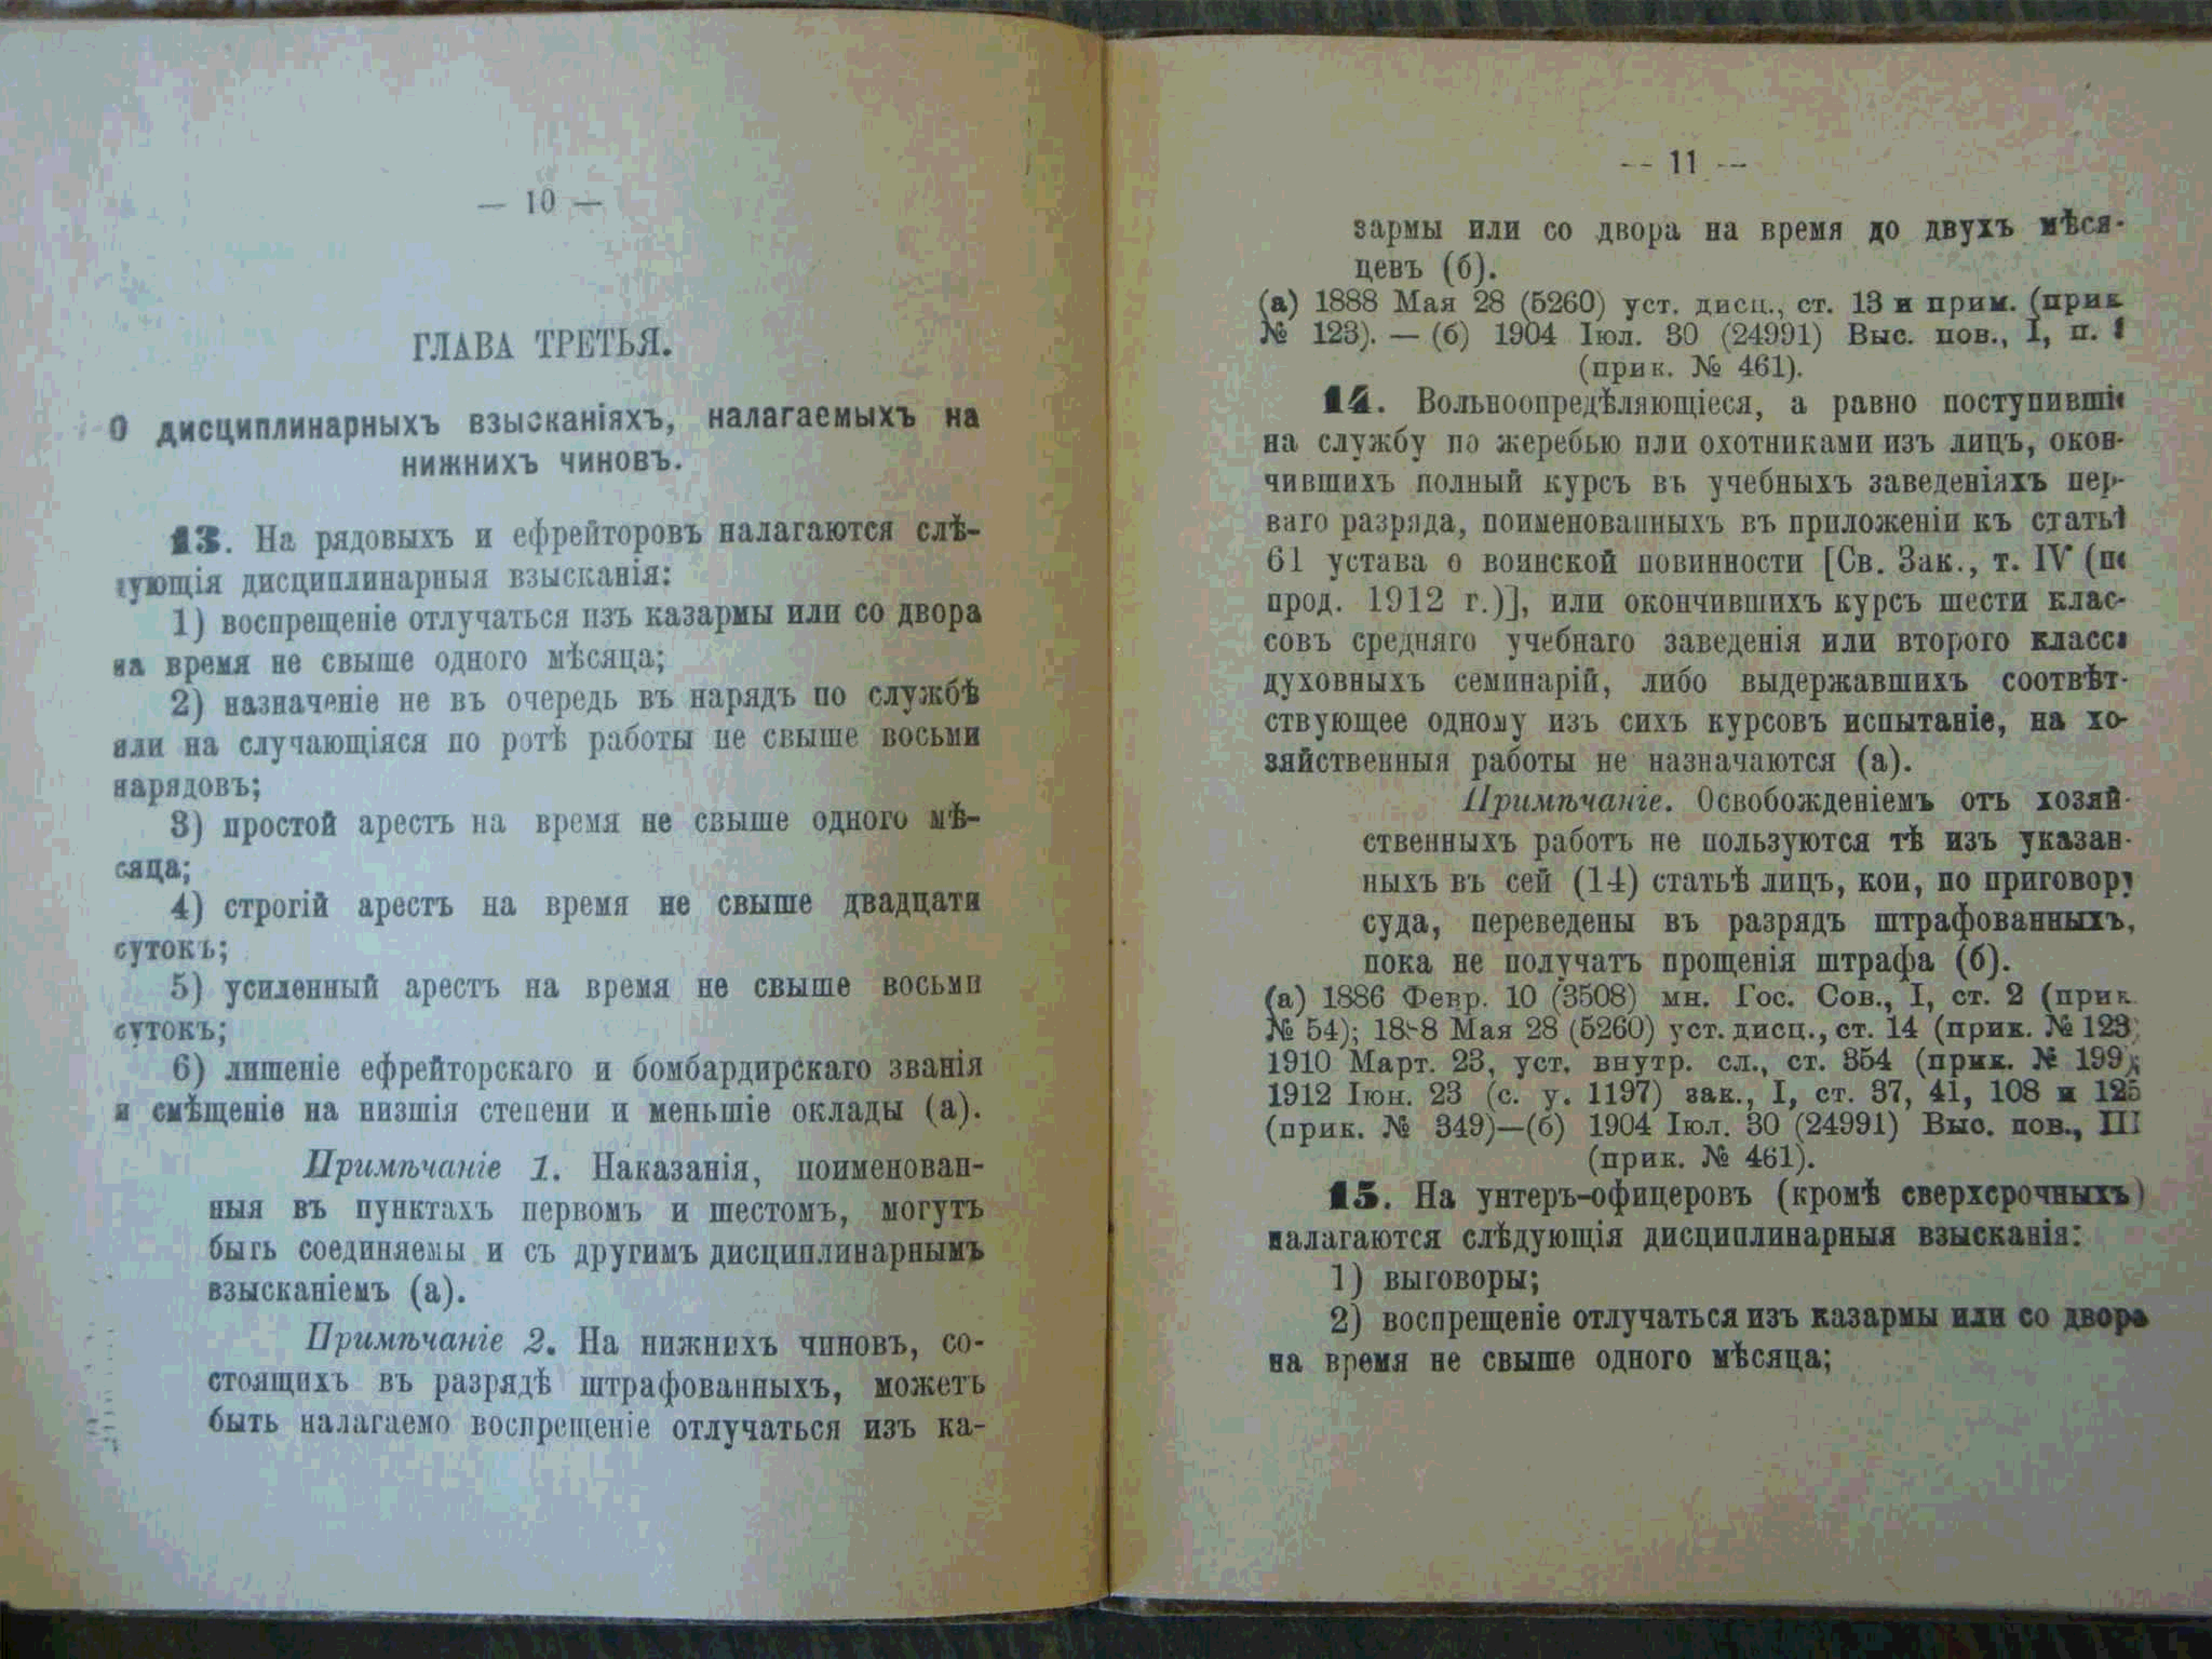 — 10 —
ГЛАВА ТРЕТЬЯ.
О дисциплинарныхъ взысканіяхъ, налагаемыхъ на
нижнихъ чиновъ.
13. На рядовыхъ и ефрейторовъ налагаются слѣ-
дующія дисциплинарныя взысканія:
1) воспрещеніе отлучаться изъ казармы или со двора
на время не свыше одного мѣсяца;
2) назначеніе не въ очередь въ нарядъ по службѣ
или на случающіяся по ротѣ работы не свыше восьми
нарядовъ;
3) простой арестъ на время не свыше одного мѣ-
сяца;
4) строгій арестъ на время не свыше двадцати
сутокъ;
5) усиленный арестъ на время не свыше восьми
сутокъ;
6) лишеніе ефрейторскаго и бомбардирскаго званія
и смѣщеніе на низшія степени и меньшіе оклады (а).
Примѣчаніе 1. Наказанія, поименован-
ныя въ пунктахъ первомъ и шестомъ, могутъ
быть соединяемы и съ другимъ дисциплинарнымъ
взысканіемъ (а).
Примѣчаніе 2. На нижнихъ чиновъ, со-
стоящихъ въ разрядѣ штрафованныхъ, можетъ
быть налагаемо воспрещеніе отлучаться изъ ка-
— 11 —
зармы или со двора на время до двухъ мѣся-
цевъ (б).
(а) 1888 Мая 28 (5260) уст. дисц., ст. 13 и прим. (прик.
№ 123). — (б) 1904 Іюл. 30 (24991) Выс. пов., I, п. 1
(прик. № 461).
14. Вольноопредѣляющіеся, а равно поступившіе
на службу по жеребью или охотниками изъ лицъ, окон-
чившихъ полный курсъ въ учебныхъ заведеніяхъ пер-
ваго разряда, поименованныхъ въ приложеніи къ статьѣ
61 устава о воинской повинности [Св. Зак., т. IV (по
прод. 1912 г.)], или окончившихъ курсъ шести клас-
совъ средняго учебнаго заведенія или второго класса
духовныхъ семинарій, либо выдержавшихъ соотвѣт-
ствующее одному изъ сихъ курсовъ испытаніе, на хо-
зяйственныя работы не назначаются (а).
Примѣчаніе. Освобожденіемъ отъ хозяй-
ственныхъ работъ не пользуются тѣ изъ указан-
ныхъ въ сей (14) статьѣ лицъ, кои, по приговору
суда, переведены въ разрядъ штрафованныхъ,
пока не получатъ прощенія штрафа (б).
(а) 1886 Февр. 10 (3508) мн. Гос. Сов., I, ст. 2 (прик.
№ 54); 1888 Мая 28 (5260) уст. дисц., ст. 14 (прик. № 123;
1910 Март. 23, уст. внутр. сл., ст. 354 (прик. № 199);
1912 Іюн. 23 (с. у. 1197) зак., I, ст. 37, 41, 108 и 125
(прик. № 349)—(б) 1904 Іюл. 30 (24991) Выс. пов., III
(прик. № 461).
15. На унтеръ-офицеровъ (кромѣ сверхсрочныхъ)
налагаются слѣдующія дисциплинарныя взысканія:
1) выговоры;
2) воспрещеніе отлучаться изъ казармы или со двора
на время не свыше одного мѣсяца;